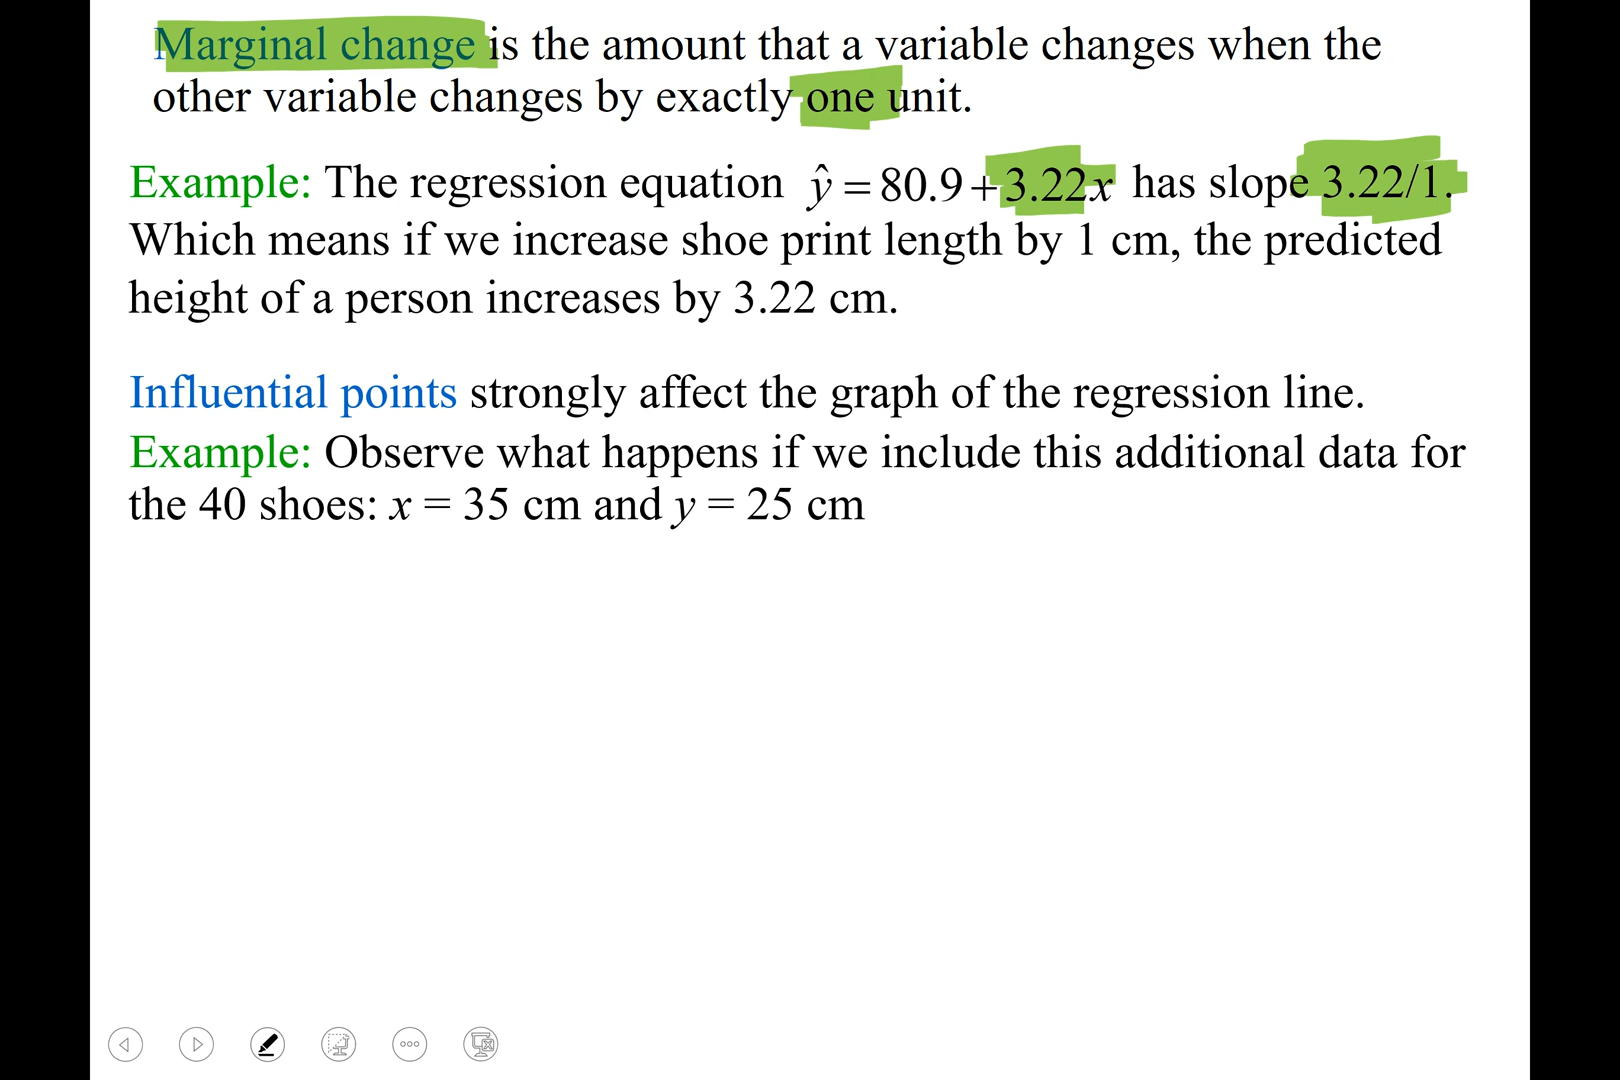 Marginal change is the amount that a variable changes when the
other variable changes by exactly one unit.
Example: The regression equation ŷ = 80.9 + 3.22x has slope 3.22/1.
Which means if we increase shoe print length by 1 cm, the predicted
height of a person increases by 3.22 cm.
Influential points strongly affect the graph of the regression line.
Example: Observe what happens if we include this additional data for
the 40 shoes: x = 35 cm and y = 25 cm